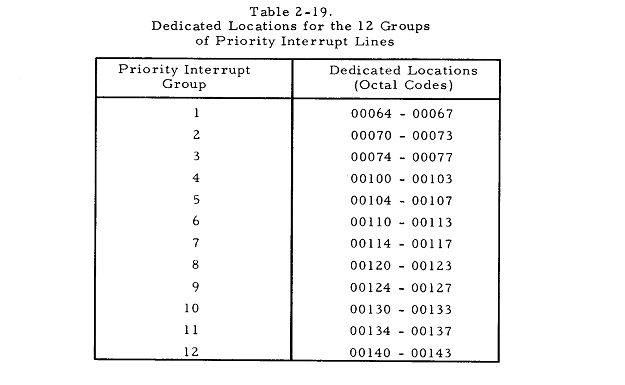 Table 2-19.
Dedicated Locations for the 12 Groups
of Priority Interrupt Lines
Priority Interrupt Group Dedicated Locations (Octal Codes)
1 00064 - 00067
2 00070 - 00073
3 00074 - 00077
4 00100 - 00103
5 00104 - 00107
6 00110 - 00113
7 00114 - 00117
8 00120 - 00123
9 00124 - 00127
10 00130 - 00133
11 00134 - 00137
12 00140 - 00143